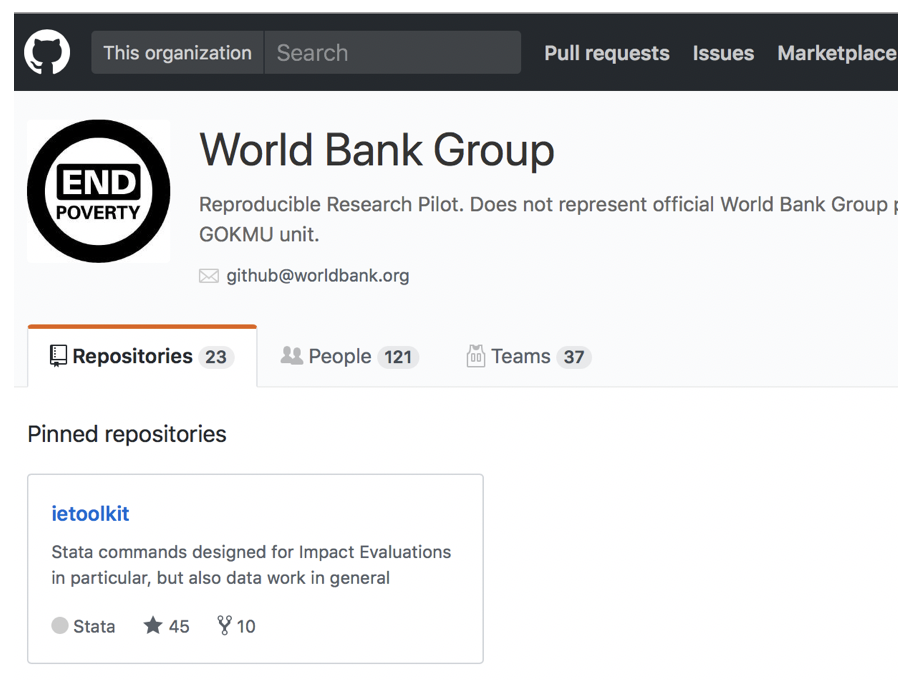 This organization Search Pull requests Issues Marketplace
END
POVERTY
World Bank Group
Reproducible Research Pilot. Does not represent official World Bank Group
GOKMU unit.
github@worldbank.org
Repositories 23 People 121 Teams 37
Pinned repositories
ietoolkit
Stata commands designed for Impact Evaluations
in particular, but also data work in general
Stata 45 10